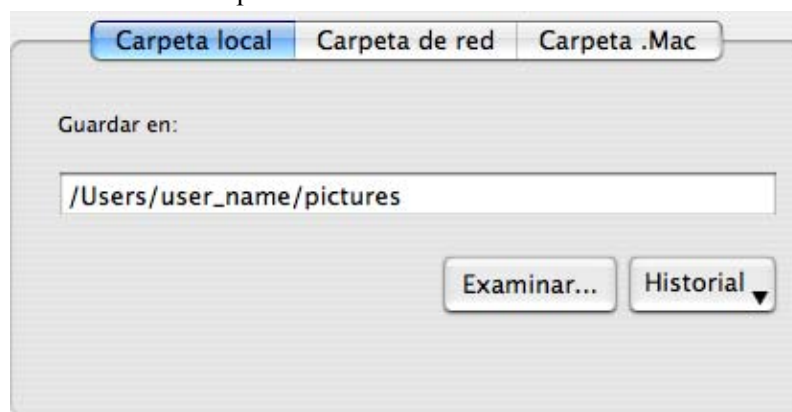 Carpeta local Carpeta de red Carpeta .Mac
Guardar en:
/Users/user_name/pictures
Examinar... Historial